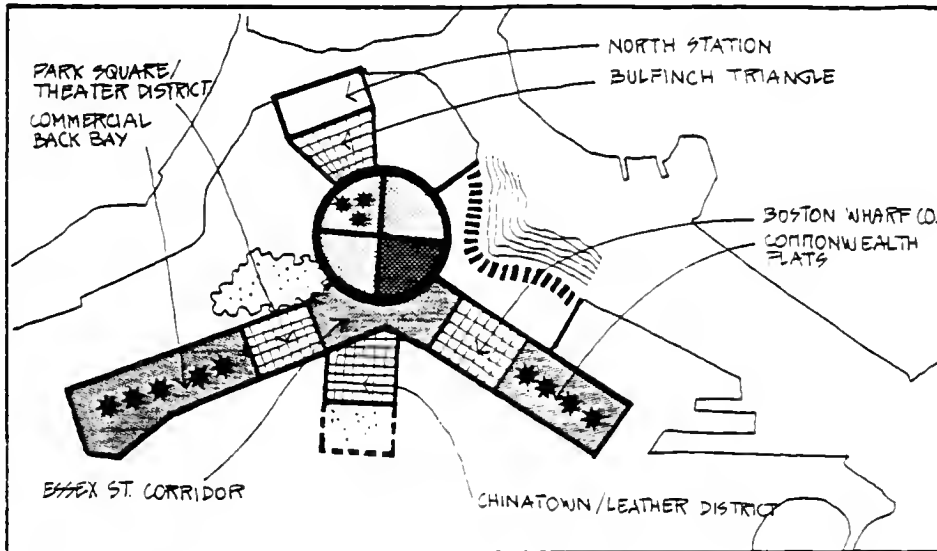 NORTH STATION
BULFINCH TRIANGLE
PARK SQUARE/
THEATER DISTRICT
COMMERCIAL
BACK BAY
BOSTON WHARF CO.
COMMONWEALTH
FLATS
ESSEX ST. CORRIDOR
CHINATOWN/LEATHER DISTRICT